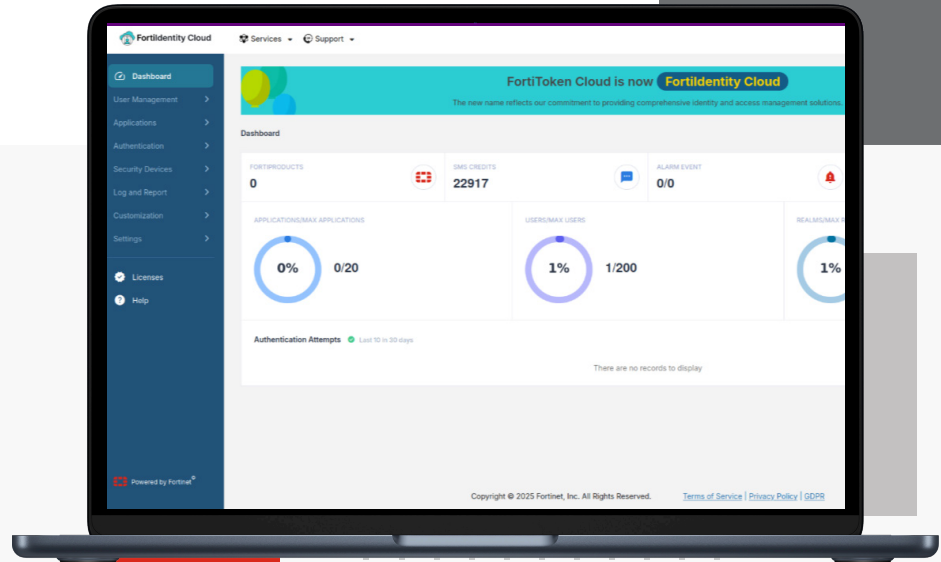 FortiIdentity Cloud
Services
Support
Dashboard
User Management
Applications
Authentication
Security Devices
Log and Report
Customization
Settings
Licenses
Help
Powered by Fortinet
FortiToken Cloud is now FortiIdentity Cloud
The new name reflects our commitment to providing comprehensive identity and access management solutions.
Dashboard
FORTIPRODUCTS
0
SMS CREDITS
22917
ALARM EVENT
0/0
APPLICATIONS/MAX APPLICATIONS
0%
0/20
USERS/MAX USERS
1%
1/200
REALMS/MAX R
1%
Authentication Attempts
Last 10 in 30 days
There are no records to display
Copyright © 2025 Fortinet, Inc. All Rights Reserved.
Terms of Service | Privacy Policy | GDPR